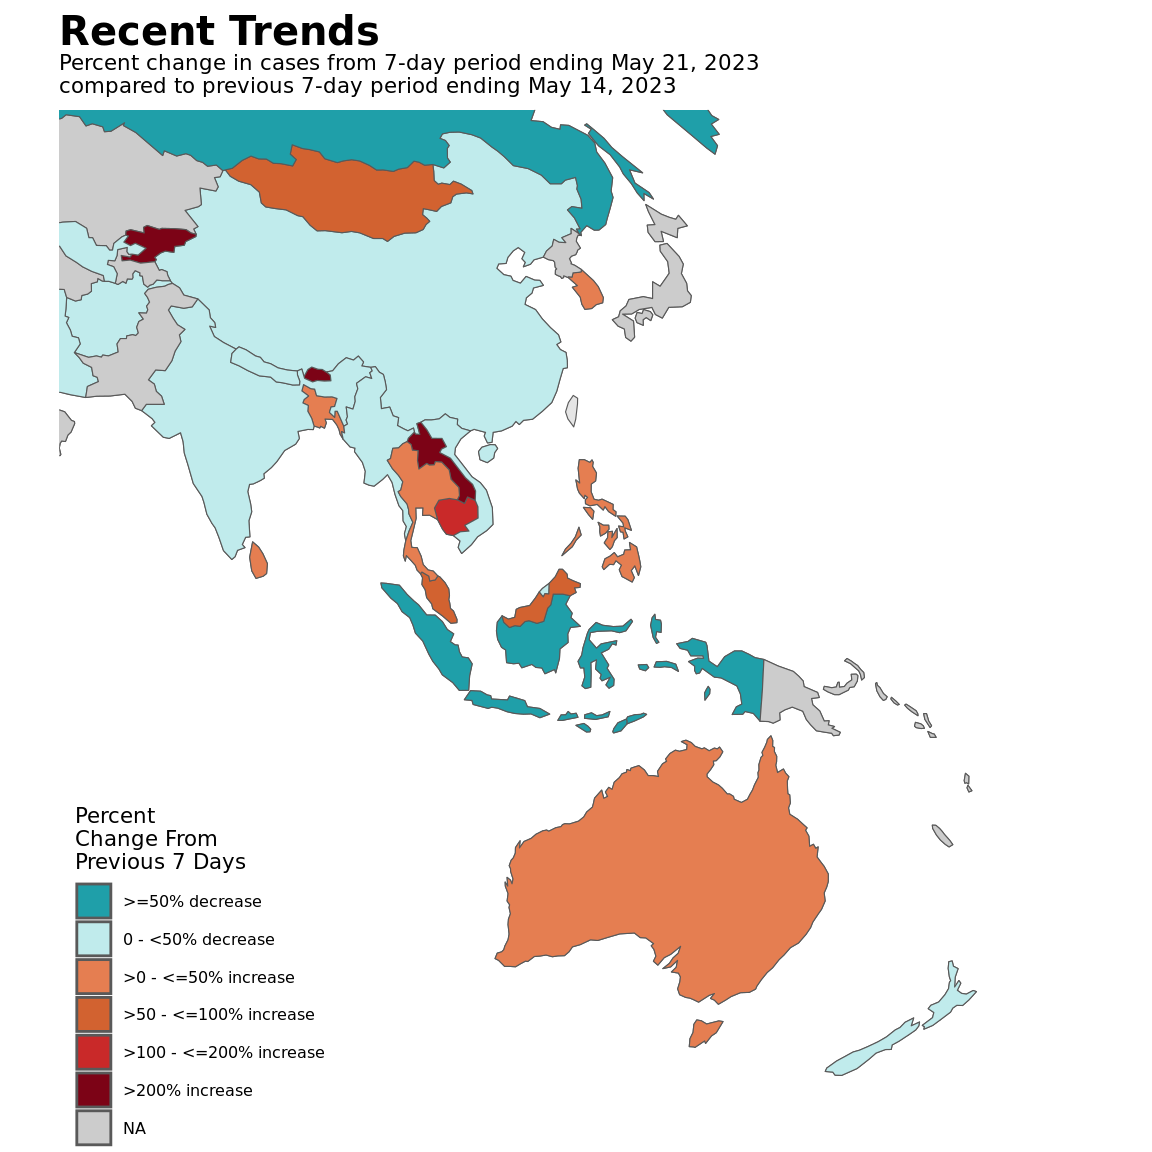 Recent Trends
Percent change in cases from 7-day period ending May 21, 2023
compared to previous 7-day period ending May 14, 2023
Percent
Change From
Previous 7 Days
>=50% decrease
0 - <50% decrease
>0 - <=50% increase
>50 - <=100% increase
>100 - <=200% increase
>200% increase
NA